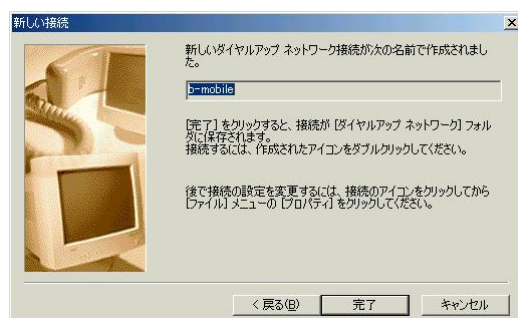 新しい接続
新しいダイヤルアップ ネットワーク接続が次の名前で作成されまし
た。
b-mobile
[完了] をクリックすると、接続が [ダイヤルアップ ネットワーク] フォル
ダに保存されます。
接続するには、作成されたアイコンをダブルクリックしてください。
後で接続の設定を変更するには、接続のアイコンをクリックしてから
[ファイル] メニューの [プロパティ] をクリックしてください。
< 戻る(B) 完了 キャンセル